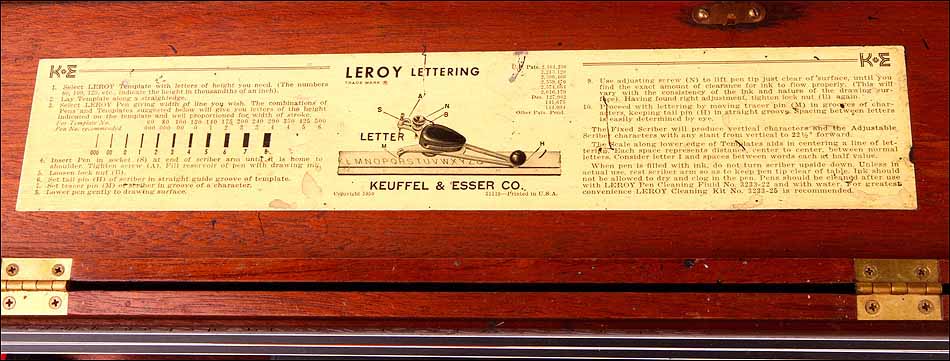 K+E
1. Select LEROY Template with letters of height you need. (The numbers
60, 100, 120, etc. indicate the height in thousandths of an inch).
2. Lay Template along a straightedge.
3. Select LEROY Pen giving width of line you wish. The combinations of
Pens and Templates suggested below will give you letters of the height
indicated on the template and well proportioned for width of stroke.
For Template No.
Pen No. recommended
4. Insert Pen in socket (S) at end of scriber arm until it is home to
shoulder. Tighten screw (A). Fill reservoir of pen with drawing ink.
5. Loosen lock nut (B).
6. Set tail pin (H) of scriber in straight guide groove of template.
7. Set tracer pin (M) of scriber in groove of a character.
8. Lower pen gently to drawing surface.
LEROY LETTERING
TRADE MARK ®
U.S. Pats.
Other Pats. Pend.
A
S
N
B
LETTER
M
H
KLMNOPQRSTUVWXYZ
KEUFFEL & ESSER CO.
Copyright
Printed in U.S.A.
K+E
9. Use adjusting screw (N) to lift pen tip just clear of surface, until you
find the exact amount of clearance for ink to flow properly. (This will
vary with the consistency of the ink and nature of the drawing sur-
face). Having found right adjustment, tighten lock nut (B) again.
10. Proceed with lettering by moving tracer pin (M) in grooves of char-
acters, keeping tail pin (H) in straight groove. Spacing between letters
is easily determined by eye.
The Fixed Scriber will produce vertical characters and the Adjustable
Scriber characters with any slant from vertical to 22½° forward.
The Scale along lower edge of Templates aids in centering a line of let-
tering. Each space represents distance, center to center, between normal
letters. Consider letter I and spaces between words each at half value.
When pen is filled with ink, do not turn scriber upside down. Unless in
normal use, rest scriber arm so as to keep pen tip clear of table. Ink should
not be allowed to dry and clog in the pen. Pens should be cleaned after use
with LEROY Pen Cleaning Fluid No. 3233-22 and with water. For greatest
convenience LEROY Cleaning Kit No. 3233-25 is recommended.